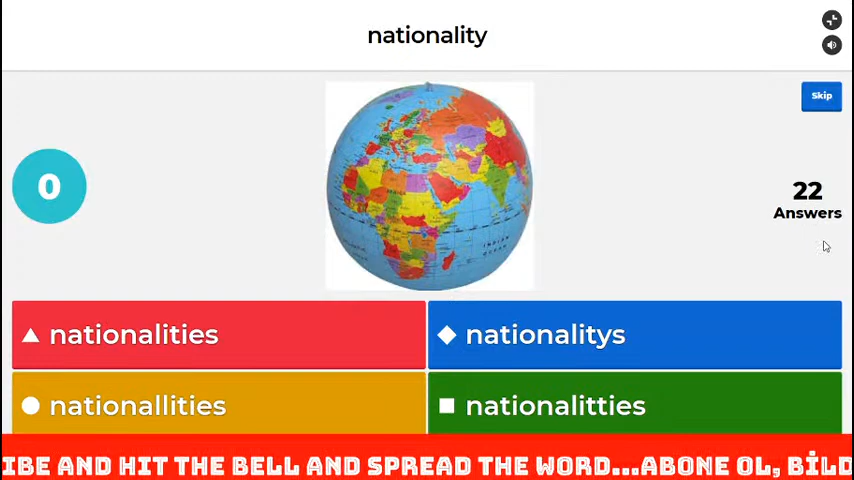 nationality
Skip
0
22
Answers
INDIAN
nationalities
nationalitys
nationallities
nationalitties
IBE AND HIT THE BELL AND SPREAD THE WORD...ABONE OL, BİLD